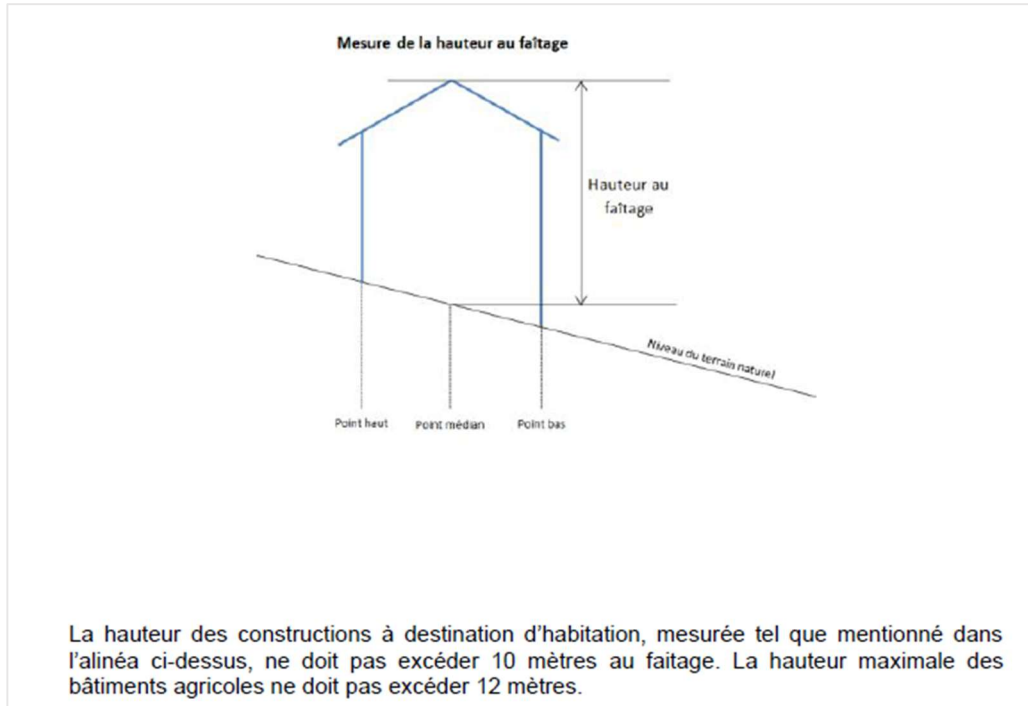 Mesure de la hauteur au faîtage
Hauteur au
faîtage
Niveau du terrain naturel
Point haut Point médian Point bas
La hauteur des constructions à destination d'habitation, mesurée tel que mentionné dans
l'alinéa ci-dessus, ne doit pas excéder 10 mètres au faitage. La hauteur maximale des
bâtiments agricoles ne doit pas excéder 12 mètres.